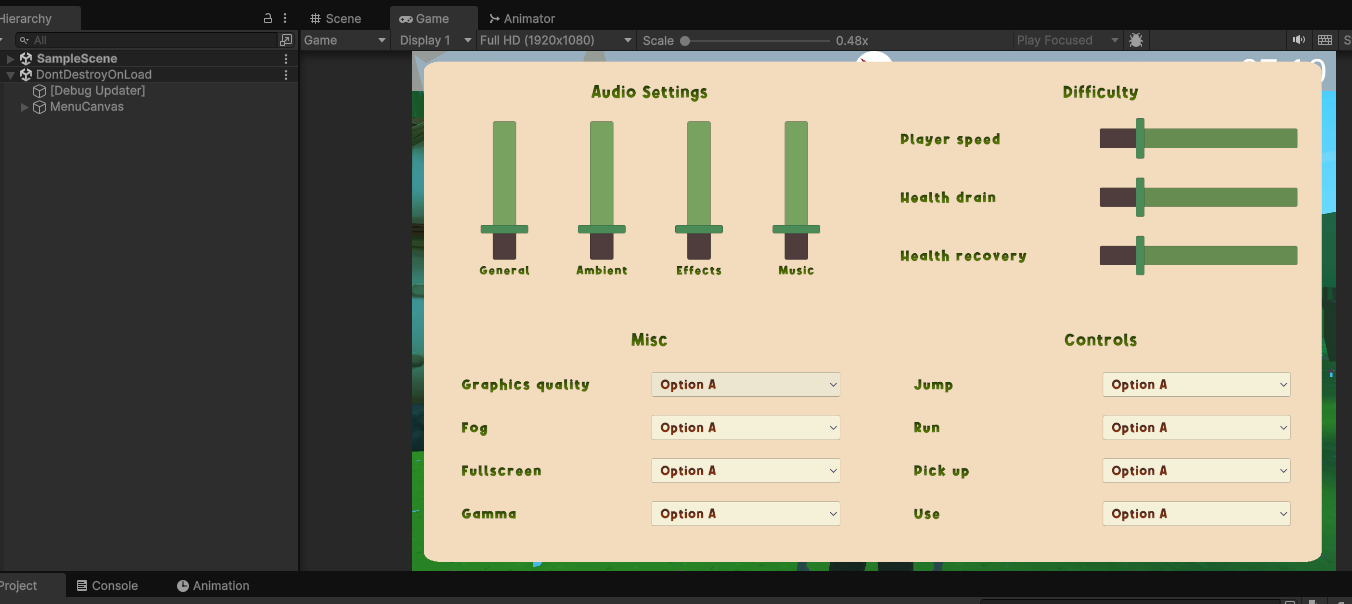 Hierarchy
Scene
Game
Animator
All
Game
Display 1
Full HD (1920x1080)
Scale
0.48x
Play Focused
SampleScene
DontDestroyOnLoad
[Debug Updater]
MenuCanvas
Audio Settings
General
Ambient
Effects
Music
Difficulty
Player speed
Health drain
Health recovery
Misc
Graphics quality Option A
Fog Option A
Fullscreen Option A
Gamma Option A
Controls
Jump Option A
Run Option A
Pick up Option A
Use Option A
Project
Console
Animation